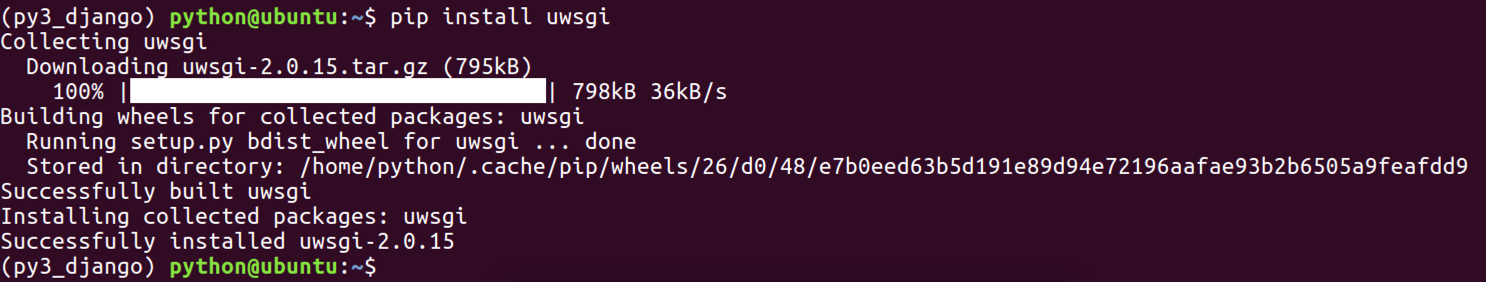 (py3_django) python@ubuntu:~$ pip install uwsgi
Collecting uwsgi
  Downloading uwsgi-2.0.15.tar.gz (795kB)
    100% |████████████████████████████████| 798kB 36kB/s
Building wheels for collected packages: uwsgi
  Running setup.py bdist_wheel for uwsgi ... done
  Stored in directory: /home/python/.cache/pip/wheels/26/d0/48/e7b0eed63b5d191e89d94e72196aafae93b2b6505a9feafdd9
Successfully built uwsgi
Installing collected packages: uwsgi
Successfully installed uwsgi-2.0.15
(py3_django) python@ubuntu:~$